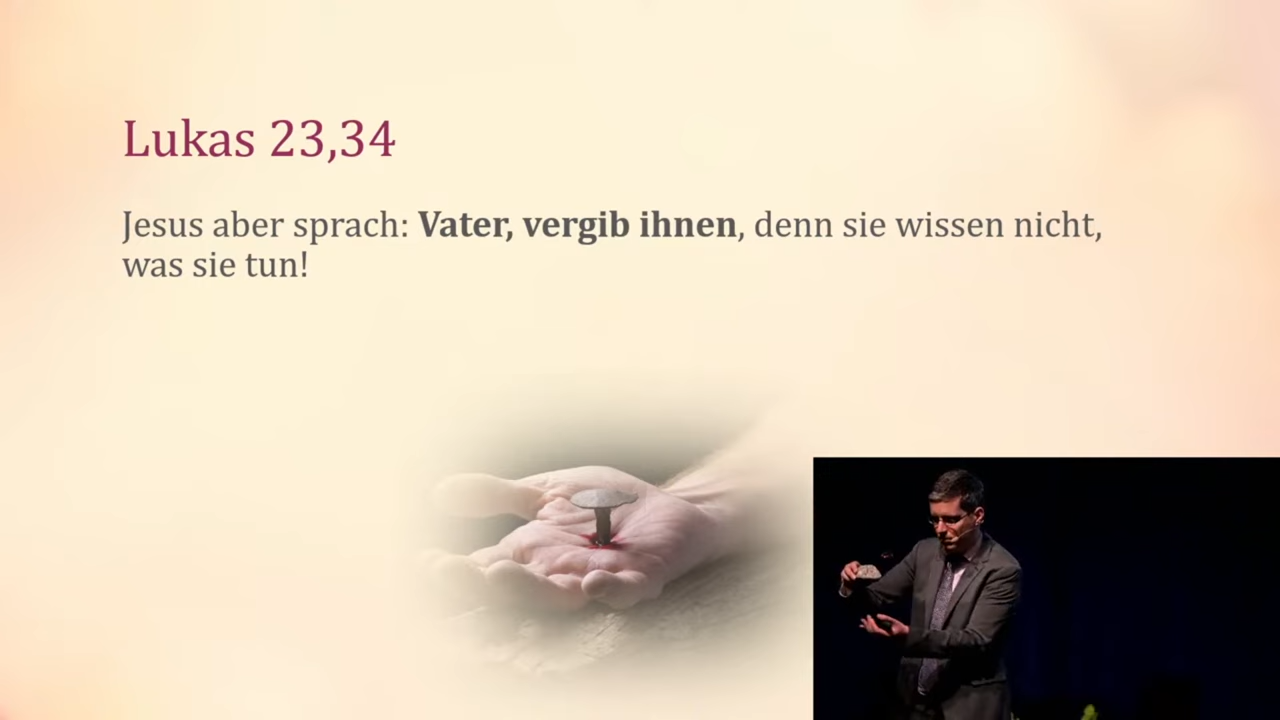 Lukas 23,34
Jesus aber sprach: Vater, vergib ihnen, denn sie wissen nicht,
was sie tun!